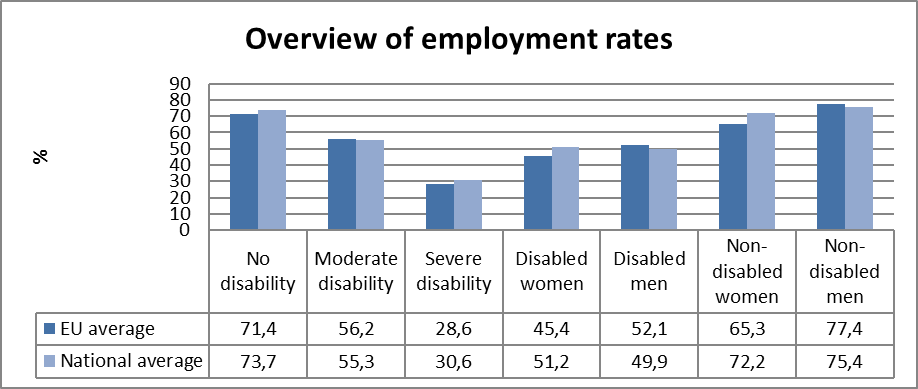 Overview of employment rates
%
90
80
70
60
50
40
30
20
10
0
No disability
Moderate disability
Severe disability
Disabled women
Disabled men
Non-disabled women
Non-disabled men
EU average 71,4 56,2 28,6 45,4 52,1 65,3 77,4
National average 73,7 55,3 30,6 51,2 49,9 72,2 75,4